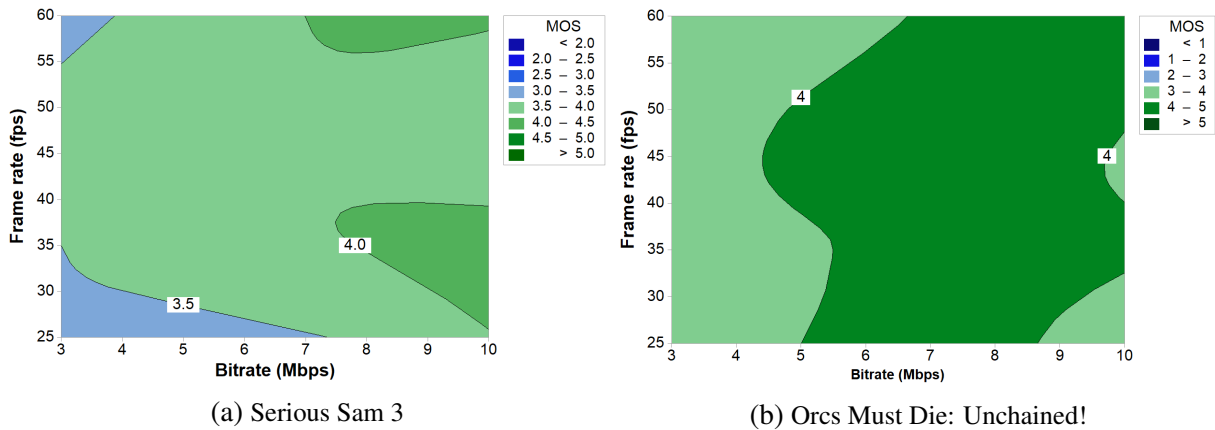 MOS
< 2.0
2.0 – 2.5
2.5 – 3.0
3.0 – 3.5
3.5 – 4.0
4.0 – 4.5
4.5 – 5.0
> 5.0
60
55
50
45
40
35
30
25
Frame rate (fps)
4.0
3.5
3 4 5 6 7 8 9 10
Bitrate (Mbps)
(a) Serious Sam 3
MOS
< 1
1 – 2
2 – 3
3 – 4
4 – 5
> 5
60
55
50
45
40
35
30
25
Frame rate (fps)
4
4
3 4 5 6 7 8 9 10
Bitrate (Mbps)
(b) Orcs Must Die: Unchained!